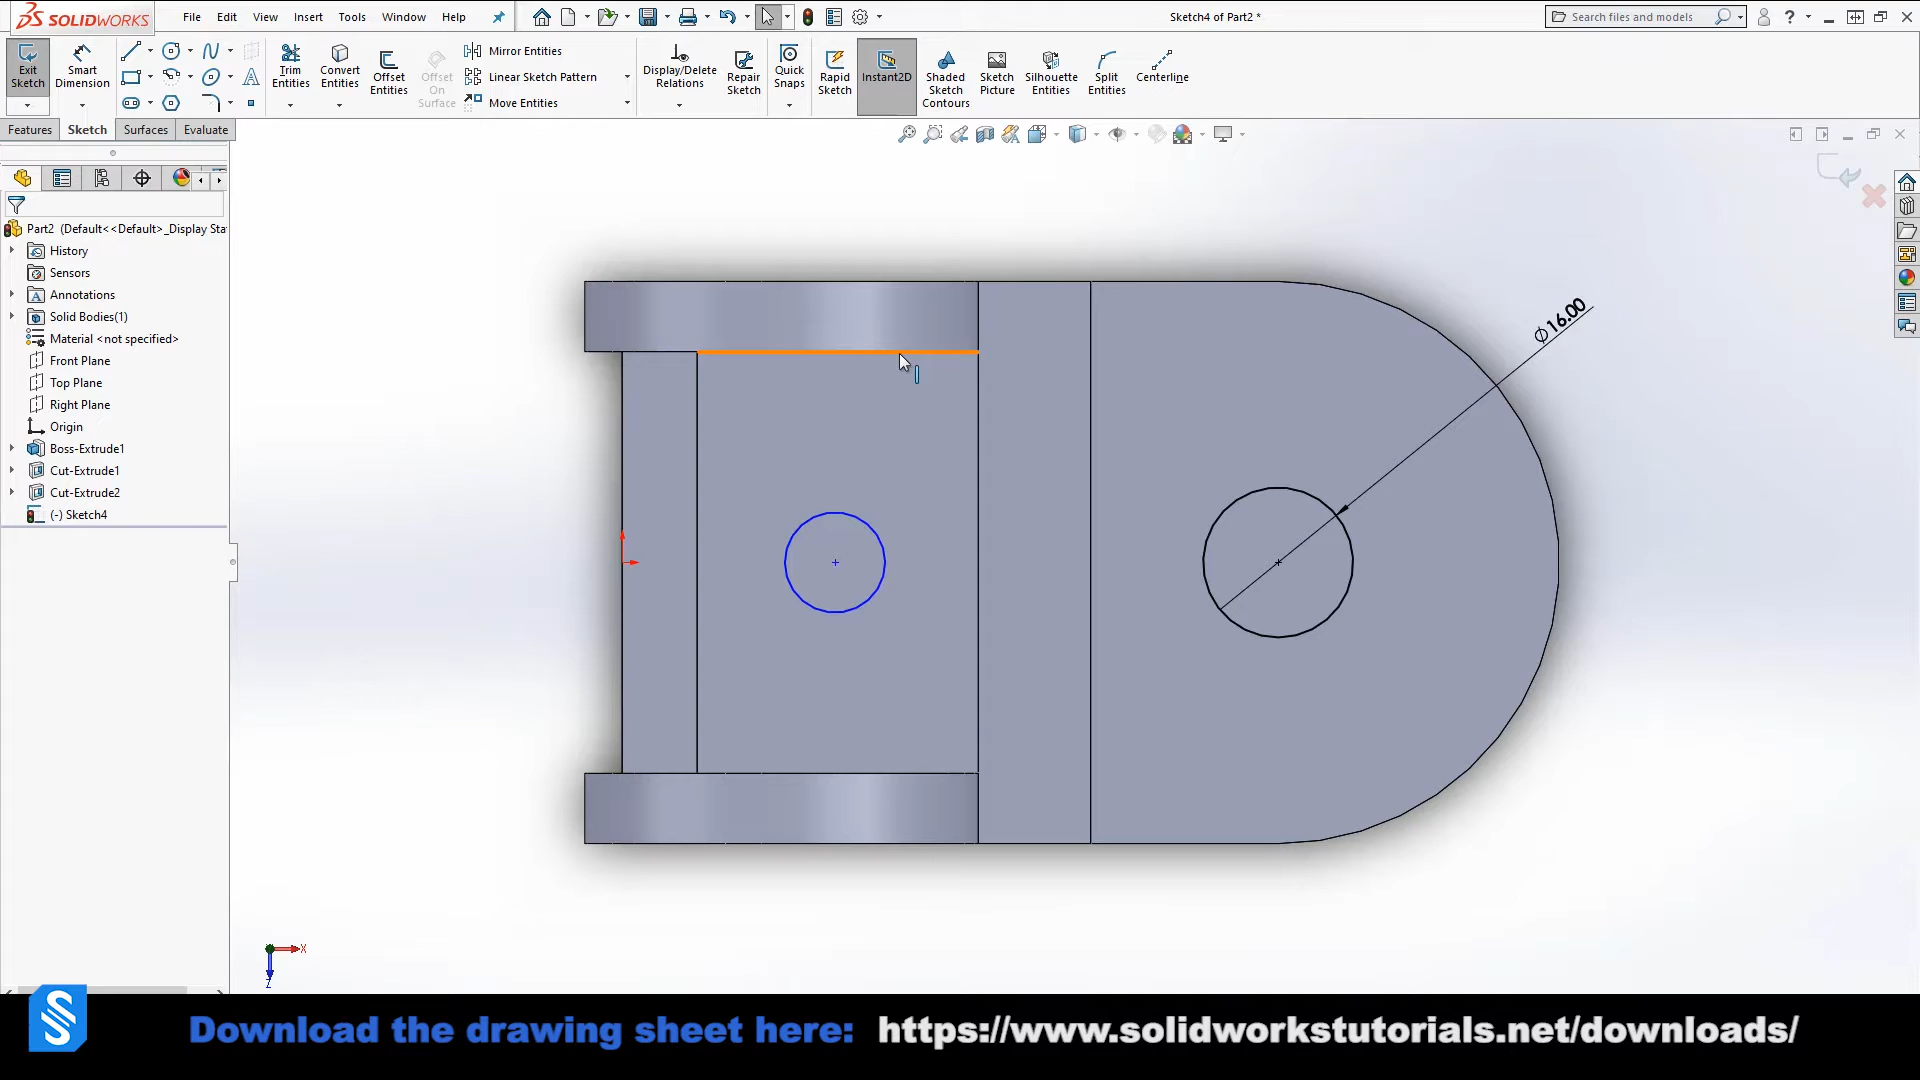 SOLIDWORKS
File Edit View Insert Tools Window Help
Sketch4 of Part2 *
Search files and models
Exit Sketch
Smart Dimension
Trim Entities
Convert Entities
Offset Entities
Offset On Surface
Mirror Entities
Linear Sketch Pattern
Move Entities
Display/Delete Relations
Repair Sketch
Quick Snaps
Rapid Sketch
Instant2D
Shaded Sketch Contours
Sketch Picture
Silhouette Entities
Split Entities
Centerline
Features Sketch Surfaces Evaluate
Part2 (Default<<Default>_Display Sta
History
Sensors
Annotations
Solid Bodies(1)
Material <not specified>
Front Plane
Top Plane
Right Plane
Origin
Boss-Extrude1
Cut-Extrude1
Cut-Extrude2
(-) Sketch4
Ø16.00
X
Z
Download the drawing sheet here: https://www.solidworkstutorials.net/downloads/